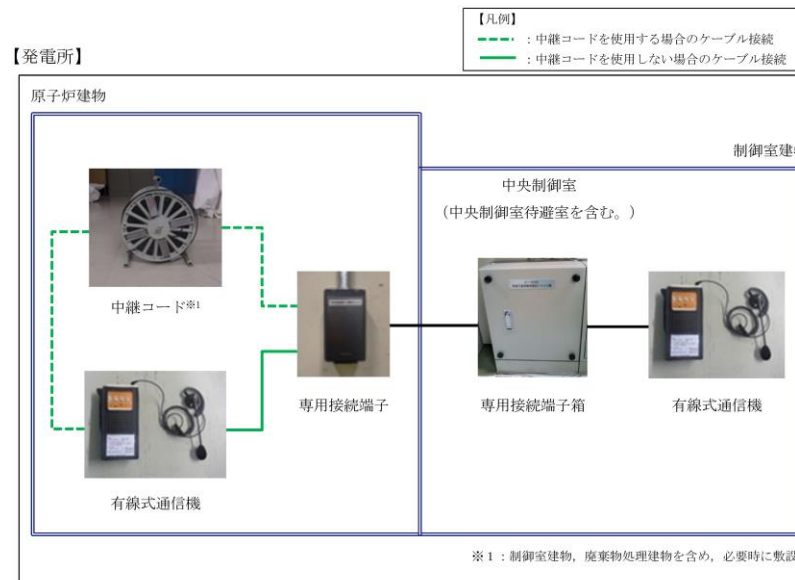 【凡例】
：中継コードを使用する場合のケーブル接続
：中継コードを使用しない場合のケーブル接続
【発電所】
原子炉建物
制御室建
中央制御室
（中央制御室待避室を含む。）
中継コード※1
専用接続端子
専用接続端子箱
有線式通信機
有線式通信機
※１：制御室建物，廃棄物処理建物を含め，必要時に敷設